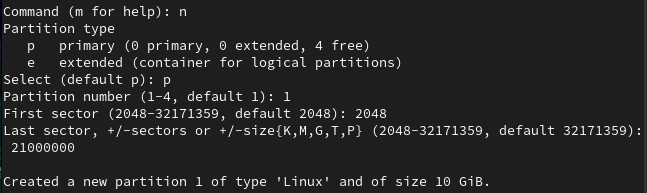 Command (m for help): n
Partition type
   p   primary (0 primary, 0 extended, 4 free)
   e   extended (container for logical partitions)
Select (default p): p
Partition number (1-4, default 1): 1
First sector (2048-32171359, default 2048): 2048
Last sector, +/-sectors or +/-size{K,M,G,T,P} (2048-32171359, default 32171359):
 21000000

Created a new partition 1 of type 'Linux' and of size 10 GiB.